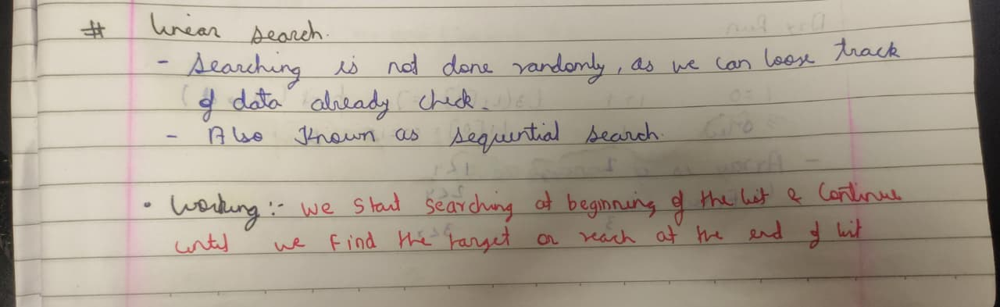 # linear search.
- Searching is not done randomly, as we can loose track
of data already check.
- Also Known as sequential search.
• Working :- we start searching at beginning of the list & Continue
until we find the target or reach at the end of list